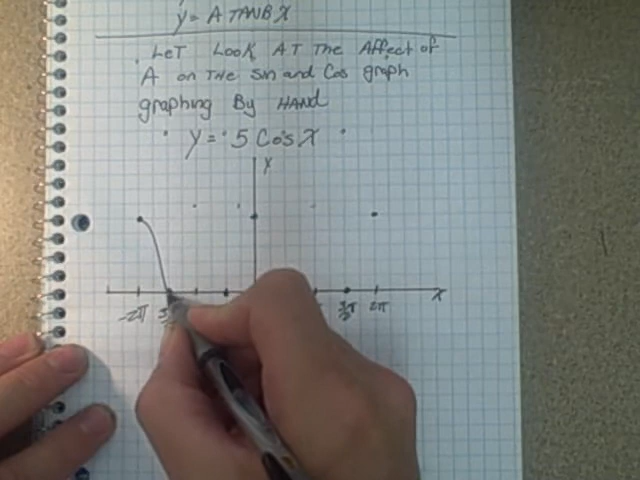 y = A TANBX
LET LOOK AT THE Affect of
A on THE SIN and Cos graph
graphing By HAND
y = 5 Cos X
Y
-2π 3π/2 2π X